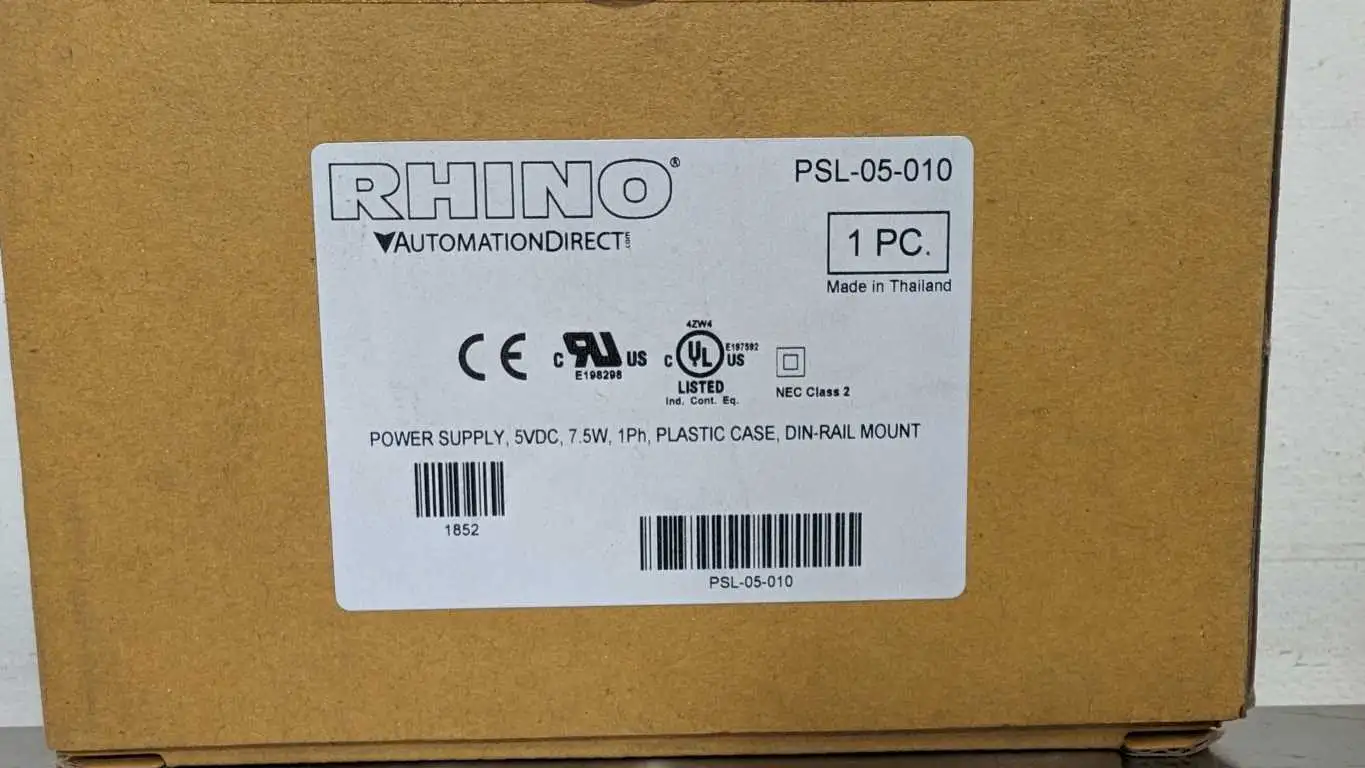 RHINO®
AUTOMATIONDIRECT.com
PSL-05-010
1 PC.
Made in Thailand
CE
c RU US
E198298
4ZW4
c UL US
E197592
LISTED
Ind. Cont. Eq.
NEC Class 2
POWER SUPPLY, 5VDC, 7.5W, 1Ph, PLASTIC CASE, DIN-RAIL MOUNT
1852
PSL-05-010